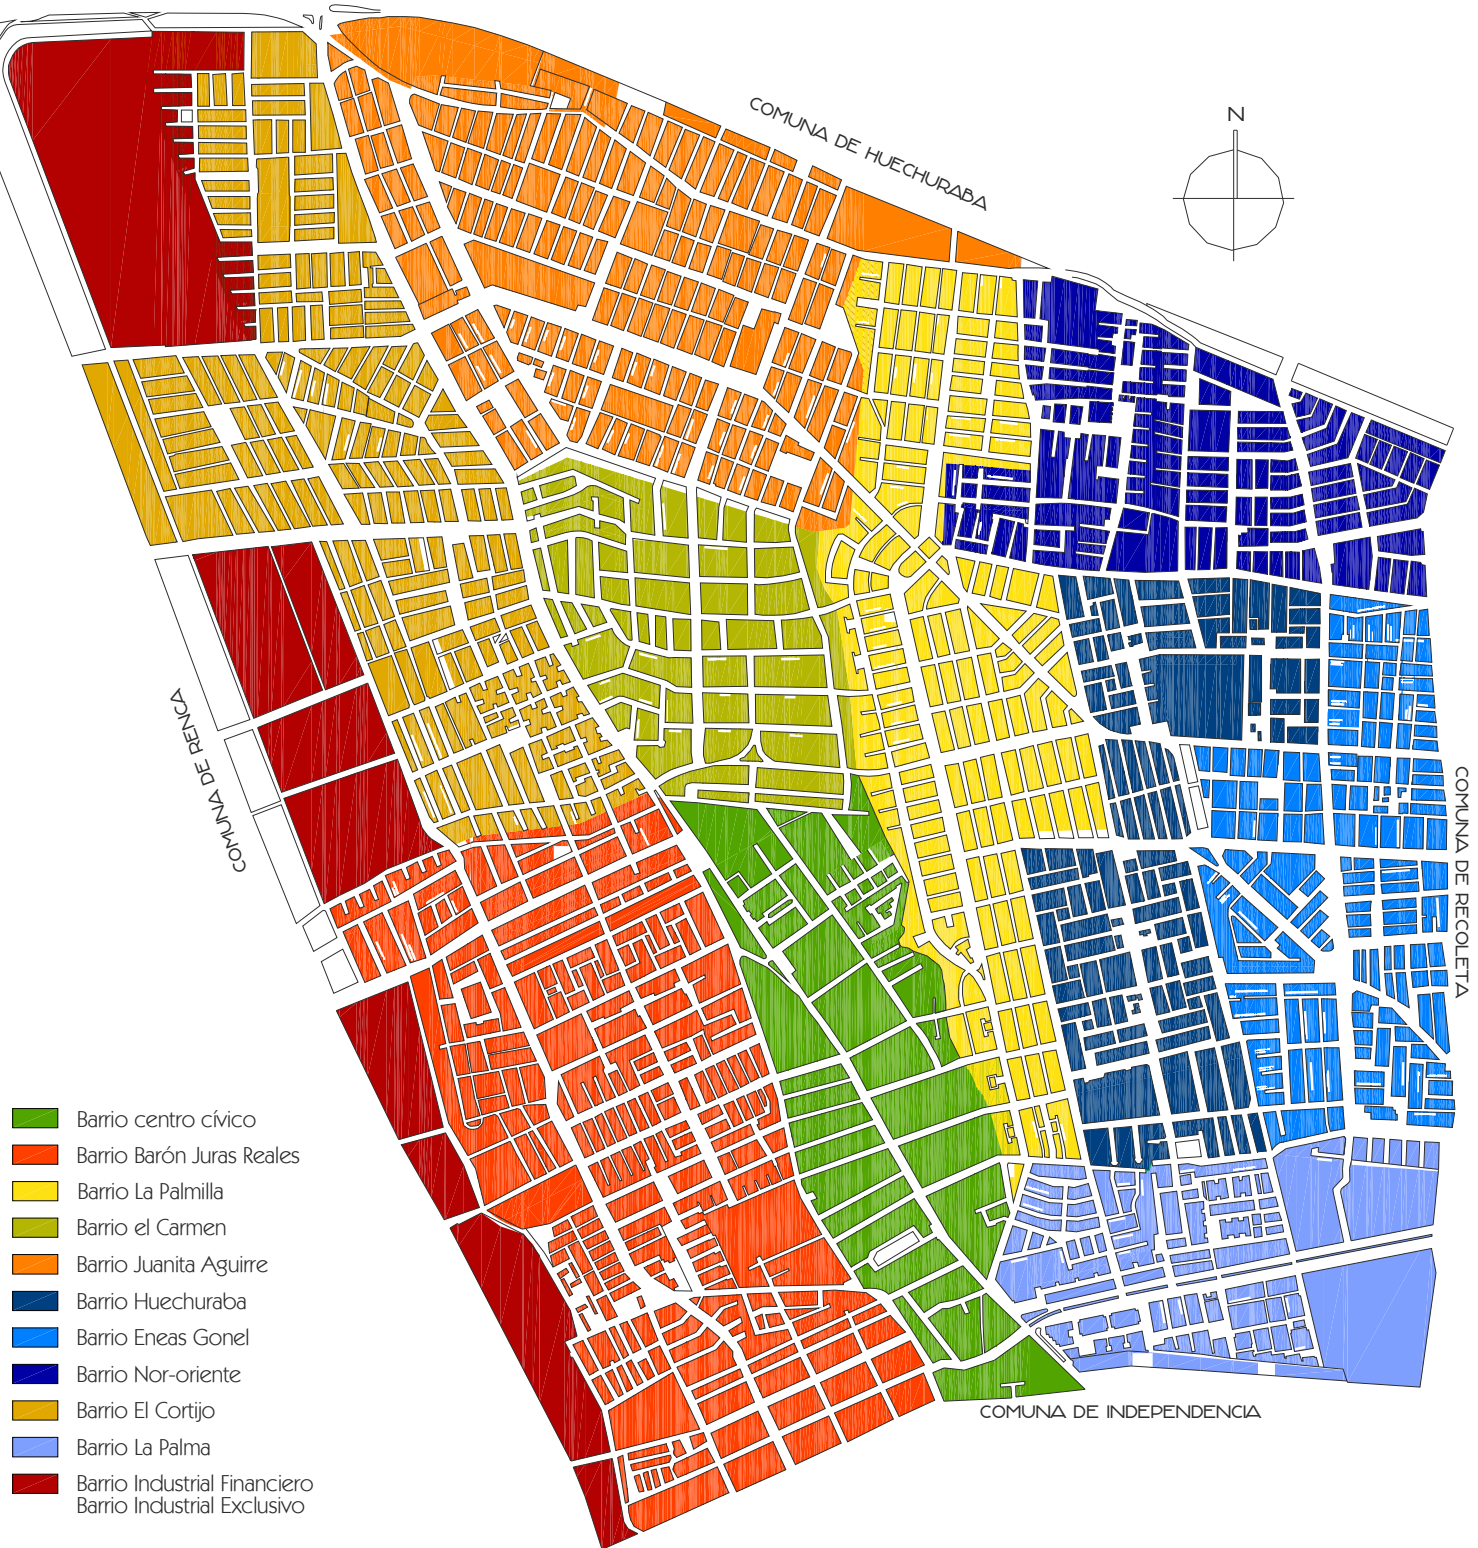 N
COMUNA DE HUECHURABA
COMUNA DE RENCA
COMUNA DE RECOLETA
Barrio centro cívico
Barrio Barón Juras Reales
Barrio La Palmilla
Barrio el Carmen
Barrio Juanita Aguirre
Barrio Huechuraba
Barrio Eneas Gonel
Barrio Nor-oriente
Barrio El Cortijo
Barrio La Palma
Barrio Industrial Financiero
Barrio Industrial Exclusivo
COMUNA DE INDEPENDENCIA